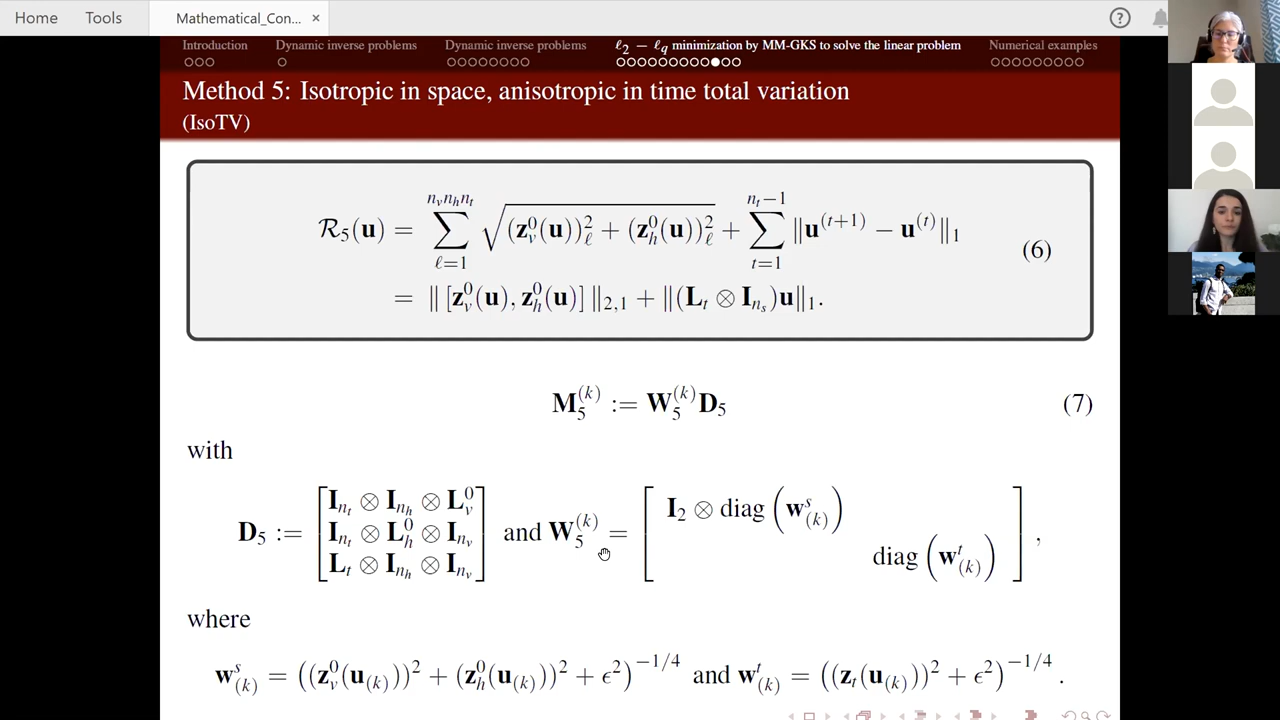 Home Tools Mathematical_Con... ×
Introduction Dynamic inverse problems Dynamic inverse problems ℓ₂ − ℓ_q minimization by MM-GKS to solve the linear problem Numerical examples
Method 5: Isotropic in space, anisotropic in time total variation
(IsoTV)
R₅(u) = ∑_{ℓ=1}^{n_v n_h n_t} √((z_v^0(u))_ℓ^2 + (z_h^0(u))_ℓ^2) + ∑_{t=1}^{n_t−1} ‖u^{(t+1)} − u^{(t)}‖₁ (6)
= ‖ [z_v^0(u), z_h^0(u)] ‖_{2,1} + ‖(L_t ⊗ I_{n_s})u‖₁.
M_5^{(k)} := W_5^{(k)} D_5 (7)
with
D_5 := [ I_{n_t} ⊗ I_{n_h} ⊗ L_v^0 ; I_{n_t} ⊗ L_h^0 ⊗ I_{n_v} ; L_t ⊗ I_{n_h} ⊗ I_{n_v} ] and W_5^{(k)} = [ I_2 ⊗ diag(w_{(k)}^s) ; diag(w_{(k)}^t) ],
where
w_{(k)}^s = ((z_v^0(u_{(k)}))^2 + (z_h^0(u_{(k)}))^2 + ϵ^2)^{−1/4} and w_{(k)}^t = ((z_t(u_{(k)}))^2 + ϵ^2)^{−1/4}.